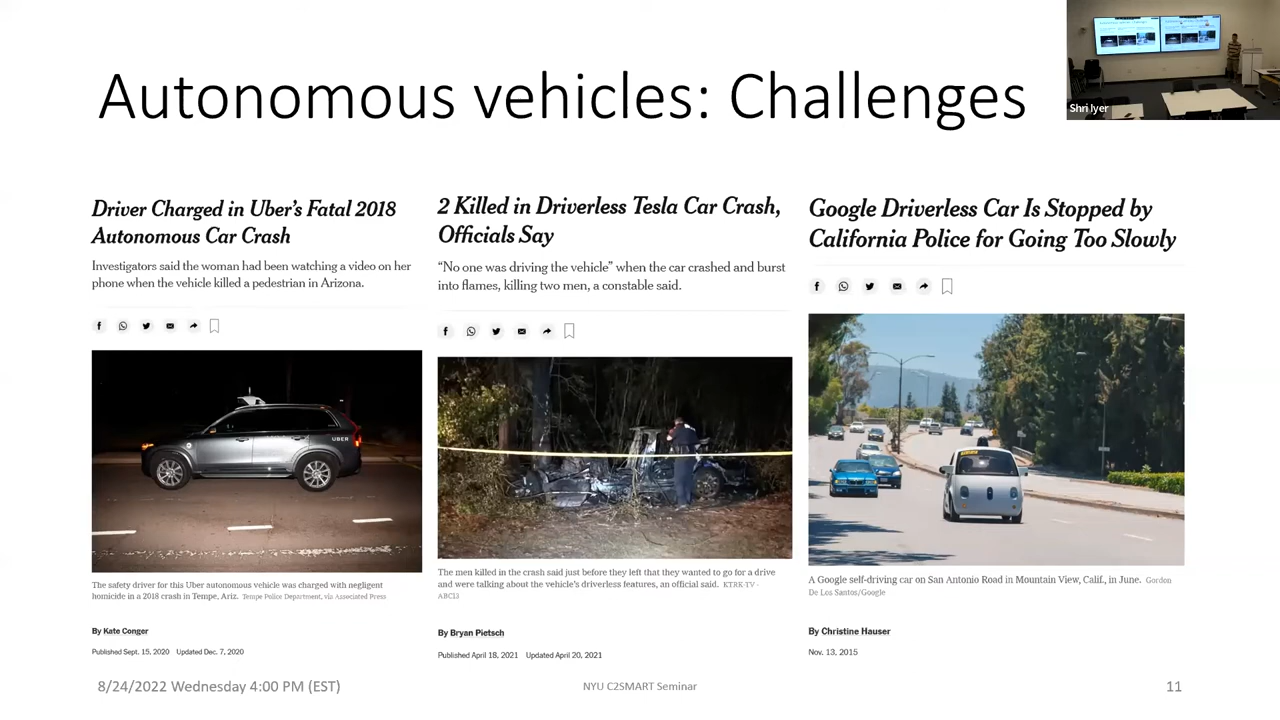 Autonomous vehicles: Challenges
Shri Iyer
Driver Charged in Uber's Fatal 2018
Autonomous Car Crash
Investigators said the woman had been watching a video on her
phone when the vehicle killed a pedestrian in Arizona.
UBER
The safety driver for this Uber autonomous vehicle was charged with negligent
homicide in a 2018 crash in Tempe, Ariz. Tempe Police Department, via Associated Press
By Kate Conger
Published Sept. 15, 2020 Updated Dec. 7, 2020
2 Killed in Driverless Tesla Car Crash,
Officials Say
“No one was driving the vehicle” when the car crashed and burst
into flames, killing two men, a constable said.
The men killed in the crash said just before they left that they wanted to go for a drive
and were talking about the vehicle's driverless features, an official said. KTRK-TV -
ABC13
By Bryan Pietsch
Published April 18, 2021 Updated April 20, 2021
Google Driverless Car Is Stopped by
California Police for Going Too Slowly
A Google self-driving car on San Antonio Road in Mountain View, Calif., in June. Gordon
De Los Santos/Google
By Christine Hauser
Nov. 13, 2015
8/24/2022 Wednesday 4:00 PM (EST)
NYU C2SMART Seminar
11